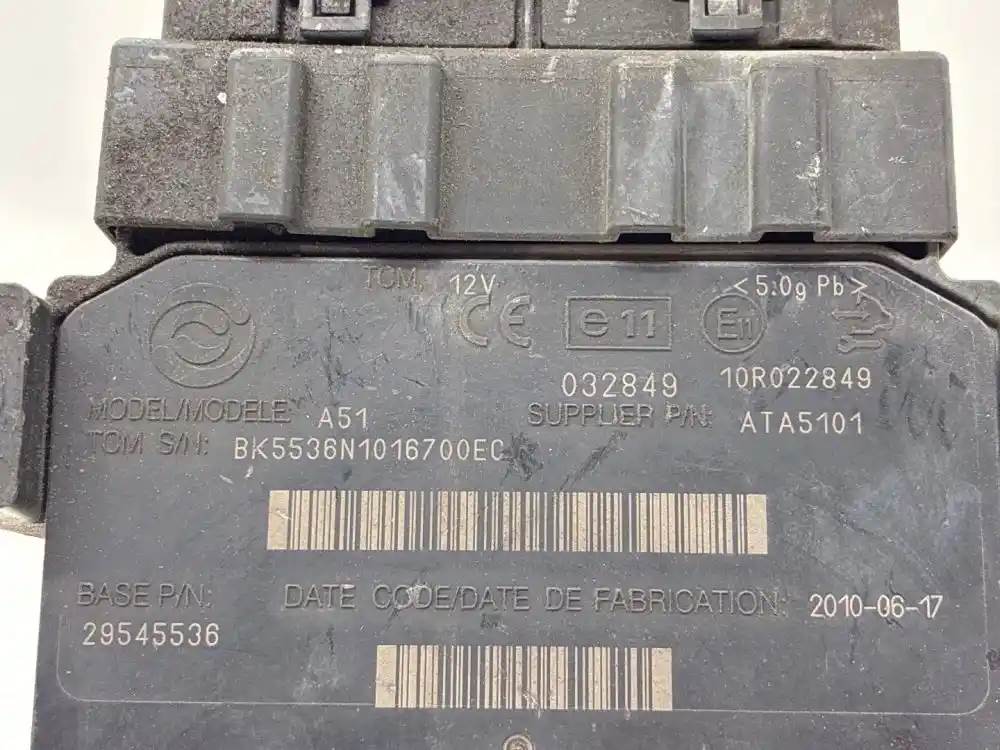 TCM, 12V <5.0g Pb>
CE e11 E11
032849 10R022849
MODEL/MODELE: A51 SUPPLIER P/N: ATA5101
TCM S/N: BK5536N1016700EC
BASE P/N: DATE CODE/DATE DE FABRICATION: 2010-06-17
29545536